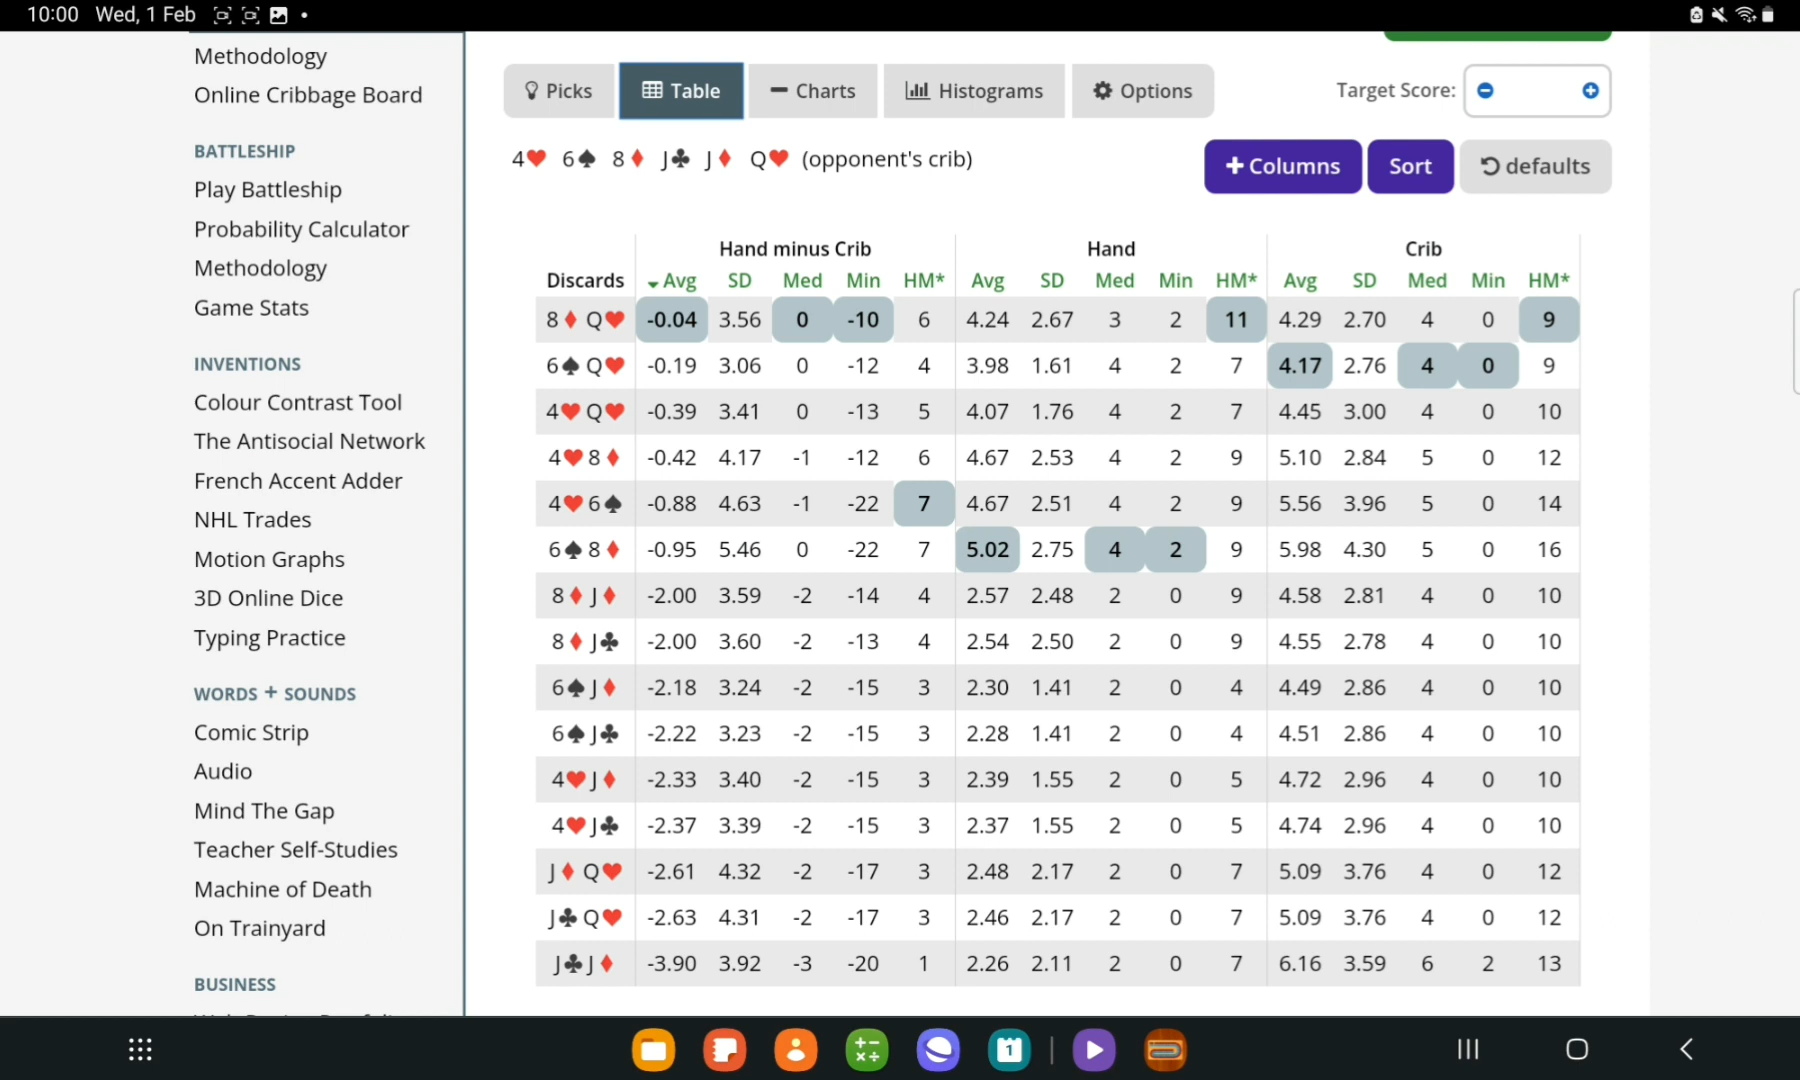 10:00 Wed, 1 Feb
Methodology
Online Cribbage Board
BATTLESHIP
Play Battleship
Probability Calculator
Methodology
Game Stats
INVENTIONS
Colour Contrast Tool
The Antisocial Network
French Accent Adder
NHL Trades
Motion Graphs
3D Online Dice
Typing Practice
WORDS + SOUNDS
Comic Strip
Audio
Mind The Gap
Teacher Self-Studies
Machine of Death
On Trainyard
BUSINESS
Picks Table Charts Histograms Options Target Score:
4♥ 6♠ 8♦ J♣ J♦ Q♥ (opponent's crib)
+ Columns Sort defaults
Hand minus Crib Hand Crib
Discards Avg SD Med Min HM* Avg SD Med Min HM* Avg SD Med Min HM*
8♦ Q♥ -0.04 3.56 0 -10 6 4.24 2.67 3 2 11 4.29 2.70 4 0 9
6♠ Q♥ -0.19 3.06 0 -12 4 3.98 1.61 4 2 7 4.17 2.76 4 0 9
4♥ Q♥ -0.39 3.41 0 -13 5 4.07 1.76 4 2 7 4.45 3.00 4 0 10
4♥ 8♦ -0.42 4.17 -1 -12 6 4.67 2.53 4 2 9 5.10 2.84 5 0 12
4♥ 6♠ -0.88 4.63 -1 -22 7 4.67 2.51 4 2 9 5.56 3.96 5 0 14
6♠ 8♦ -0.95 5.46 0 -22 7 5.02 2.75 4 2 9 5.98 4.30 5 0 16
8♦ J♦ -2.00 3.59 -2 -14 4 2.57 2.48 2 0 9 4.58 2.81 4 0 10
8♦ J♣ -2.00 3.60 -2 -13 4 2.54 2.50 2 0 9 4.55 2.78 4 0 10
6♠ J♦ -2.18 3.24 -2 -15 3 2.30 1.41 2 0 4 4.49 2.86 4 0 10
6♠ J♣ -2.22 3.23 -2 -15 3 2.28 1.41 2 0 4 4.51 2.86 4 0 10
4♥ J♦ -2.33 3.40 -2 -15 3 2.39 1.55 2 0 5 4.72 2.96 4 0 10
4♥ J♣ -2.37 3.39 -2 -15 3 2.37 1.55 2 0 5 4.74 2.96 4 0 10
J♦ Q♥ -2.61 4.32 -2 -17 3 2.48 2.17 2 0 7 5.09 3.76 4 0 12
J♣ Q♥ -2.63 4.31 -2 -17 3 2.46 2.17 2 0 7 5.09 3.76 4 0 12
J♣ J♦ -3.90 3.92 -3 -20 1 2.26 2.11 2 0 7 6.16 3.59 6 2 13
1